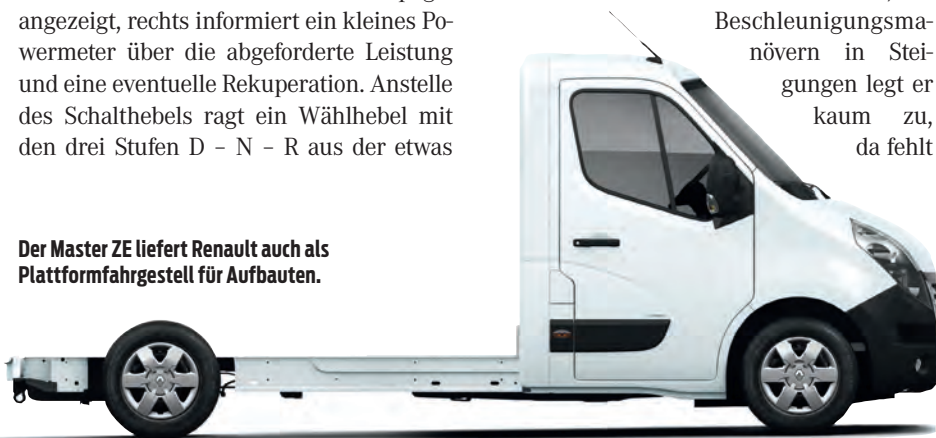 angezeigt, rechts informiert ein kleines Po-
wermeter über die abgeforderte Leistung
und eine eventuelle Rekuperation. Anstelle
des Schalthebels ragt ein Wählhebel mit
den drei Stufen D – N – R aus der etwas
Der Master ZE liefert Renault auch als
Plattformfahrgestell für Aufbauten.
Beschleunigungsma-
növern in Stei-
gungen legt er
kaum zu,
da fehlt